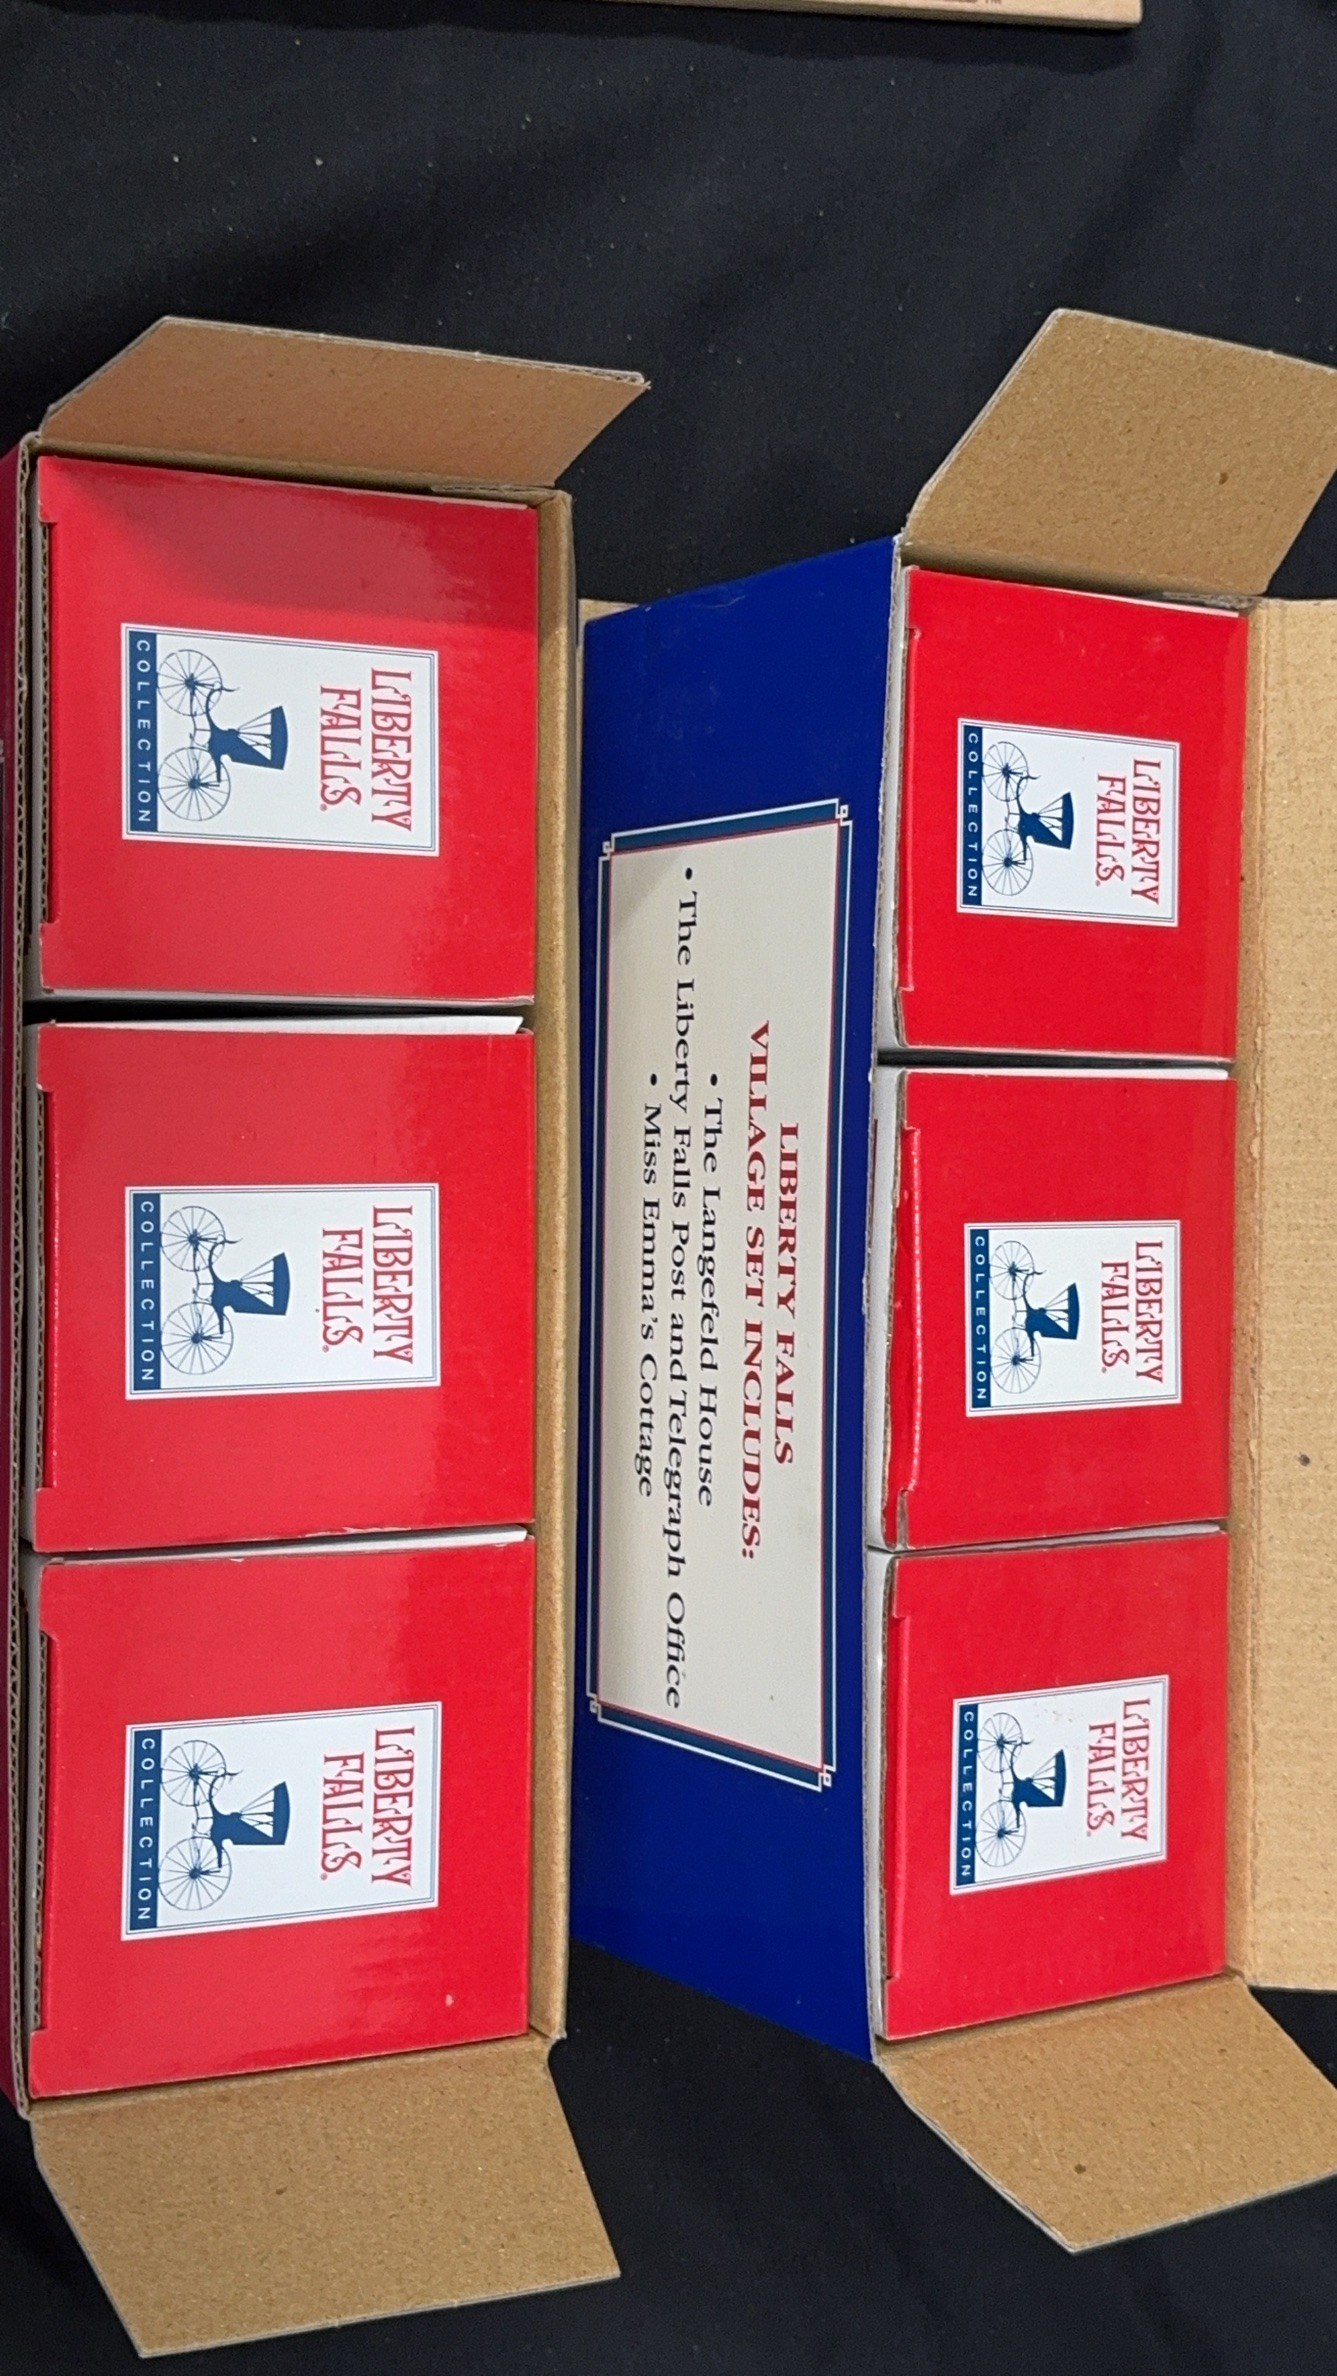 LIBERTY
FALLS®
COLLECTION
LIBERTY
FALLS®
COLLECTION
LIBERTY
FALLS®
COLLECTION
LIBERTY FALLS
VILLAGE SET INCLUDES:
• The Langefeld House
• The Liberty Falls Post and Telegraph Office
• Miss Emma's Cottage
LIBERTY
FALLS®
COLLECTION
LIBERTY
FALLS®
COLLECTION
LIBERTY
FALLS®
COLLECTION